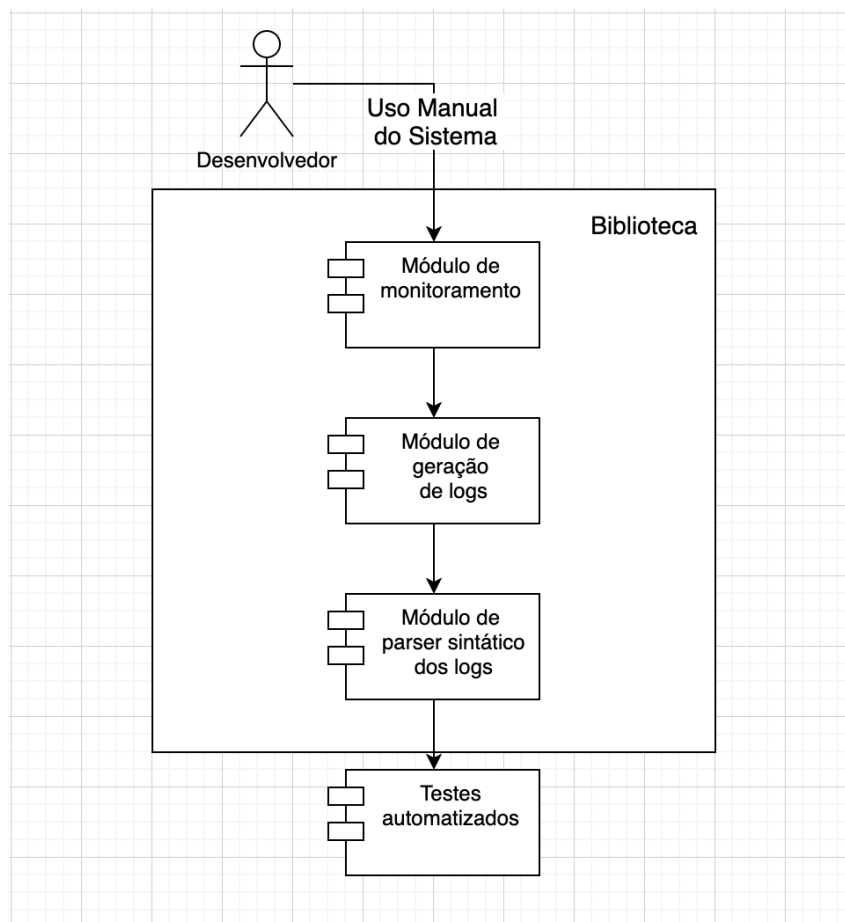 Uso Manual
do Sistema
Desenvolvedor
Biblioteca
Módulo de
monitoramento
Módulo de
geração
de logs
Módulo de
parser sintático
dos logs
Testes
automatizados